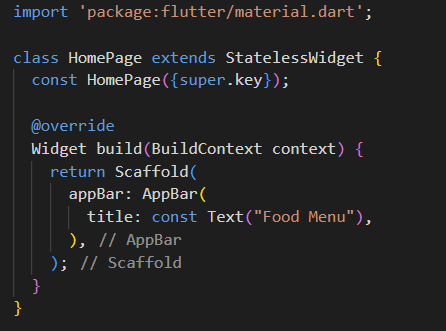 import 'package:flutter/material.dart';
class HomePage extends StatelessWidget {
const HomePage({super.key});
@override
Widget build(BuildContext context) {
return Scaffold(
appBar: AppBar(
title: const Text("Food Menu"),
), // AppBar
); // Scaffold
}
}